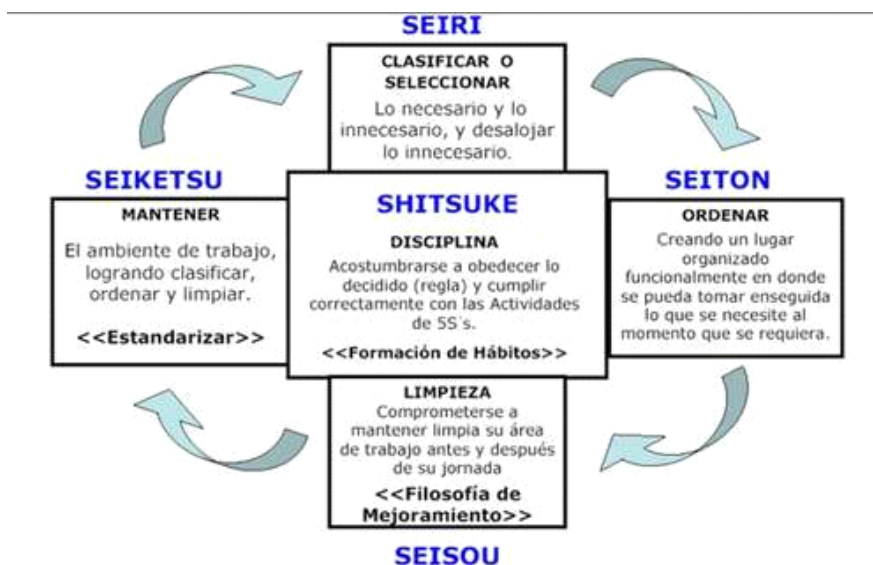 SEIRI
CLASIFICAR O
SELECCIONAR
Lo necesario y lo
innecesario, y desalojar
lo innecesario.
SEIKETSU
MANTENER
El ambiente de trabajo,
logrando clasificar,
ordenar y limpiar.
<<Estandarizar>>
SHITSUKE
DISCIPLINA
Acostumbrarse a obedecer lo
decidido (regla) y cumplir
correctamente con las Actividades
de 5S´s.
<<Formación de Hábitos>>
SEITON
ORDENAR
Creando un lugar
organizado
funcionalmente en donde
se pueda tomar enseguida
lo que se necesite al
momento que se requiera.
LIMPIEZA
Comprometerse a
mantener limpia su área
de trabajo antes y después
de su jornada
<<Filosofía de
Mejoramiento>>
SEISOU